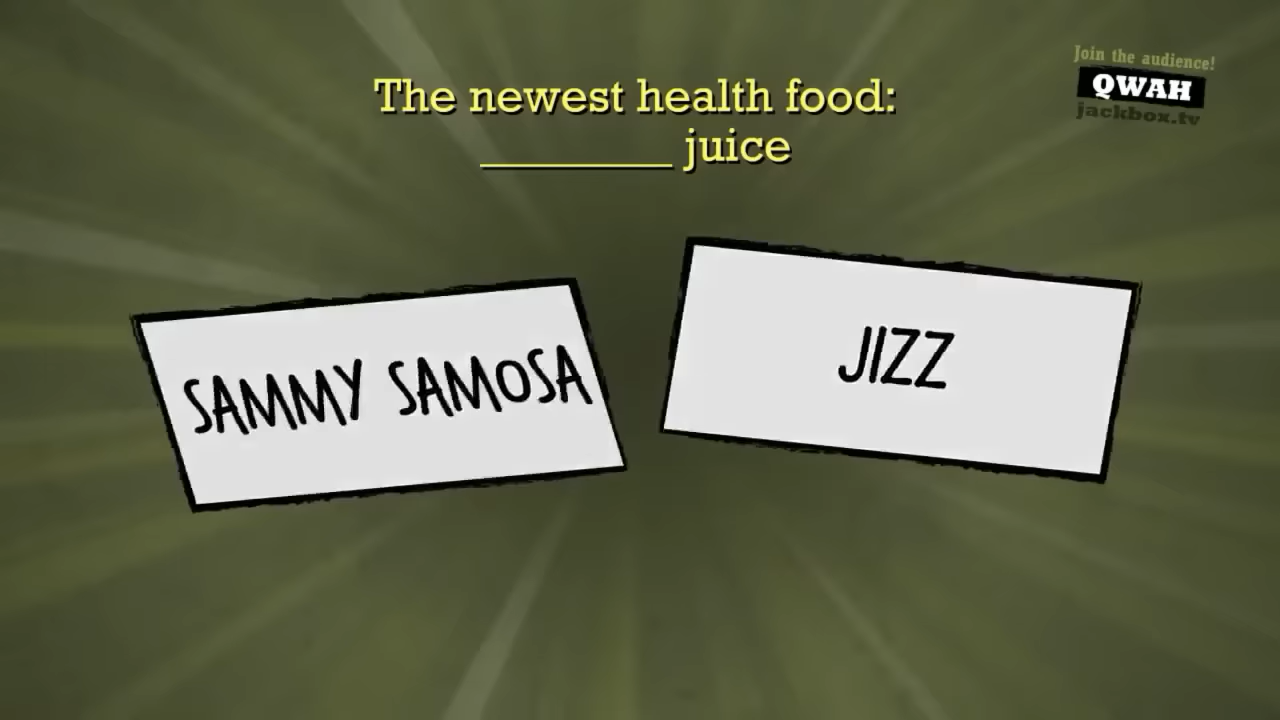 Join the audience!
QWAH
jackbox.tv
The newest health food:
________ juice
SAMMY SAMOSA
JIZZ